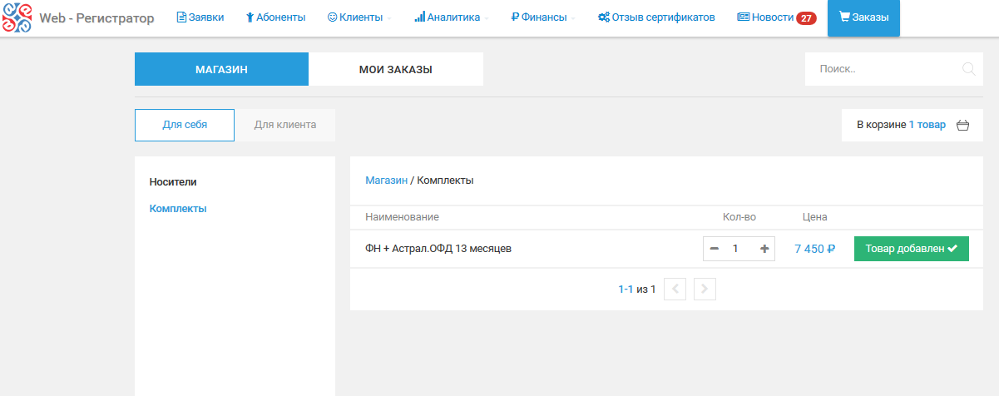 Web - Регистратор Заявки Абоненты Клиенты Аналитика Финансы Отзыв сертификатов Новости 27 Заказы
МАГАЗИН МОИ ЗАКАЗЫ Поиск..
Для себя Для клиента В корзине 1 товар
Носители
Комплекты
Магазин / Комплекты
Наименование Кол-во Цена
ФН + Астрал.ОФД 13 месяцев 1 7 450 ₽ Товар добавлен
1-1 из 1